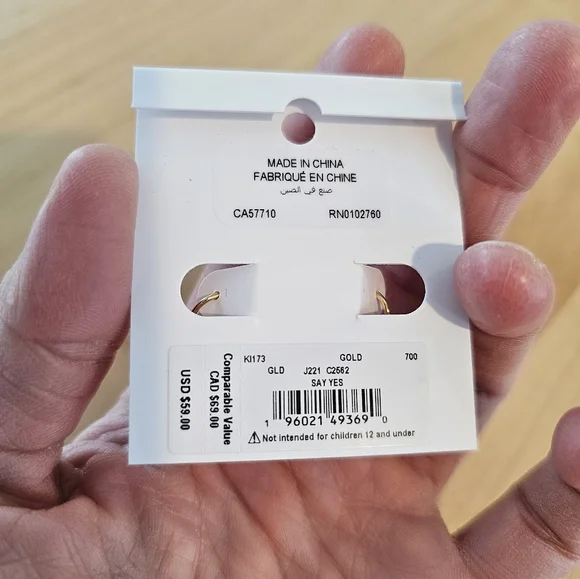 MADE IN CHINA
FABRIQUÉ EN CHINE
صنع في الصين
CA57710 RN0102760
KI173 GOLD 700
GLD J221 C2562
SAY YES
1 96021 49369 0
⚠ Not intended for children 12 and under
Comparable Value
CAD $69.00
USD $59.00